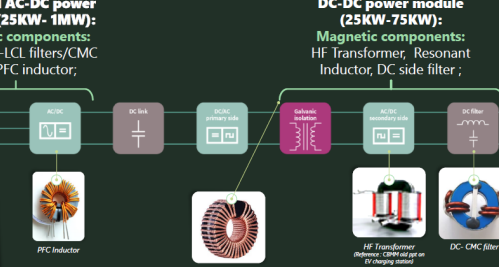 AC-DC power
(25KW- 1MW):
components:
-LCL filters/CMC
PFC inductor;
DC-DC power module
(25KW-75KW):
Magnetic components:
HF Transformer, Resonant
Inductor, DC side filter ;
AC/DC
DC link
DC/AC
primary side
Galvanic
isolation
AC/DC
secondary side
DC filter
PFC Inductor
HF Transformer
(Reference : CBMM old ppt on
EV charging station)
DC- CMC filter